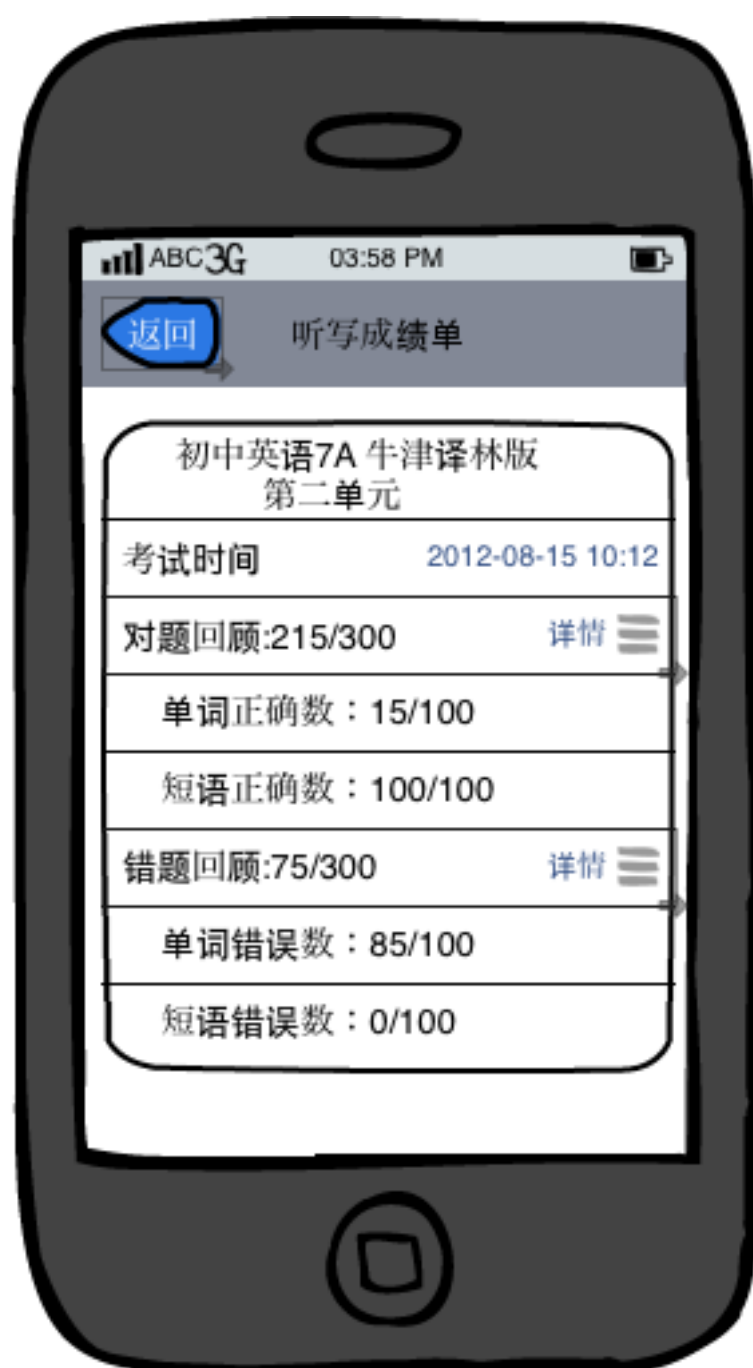 ABC 3G 03:58 PM
返回 听写成绩单
初中英语7A 牛津译林版
第二单元
考试时间 2012-08-15 10:12
对题回顾:215/300 详情
单词正确数：15/100
短语正确数：100/100
错题回顾:75/300 详情
单词错误数：85/100
短语错误数：0/100